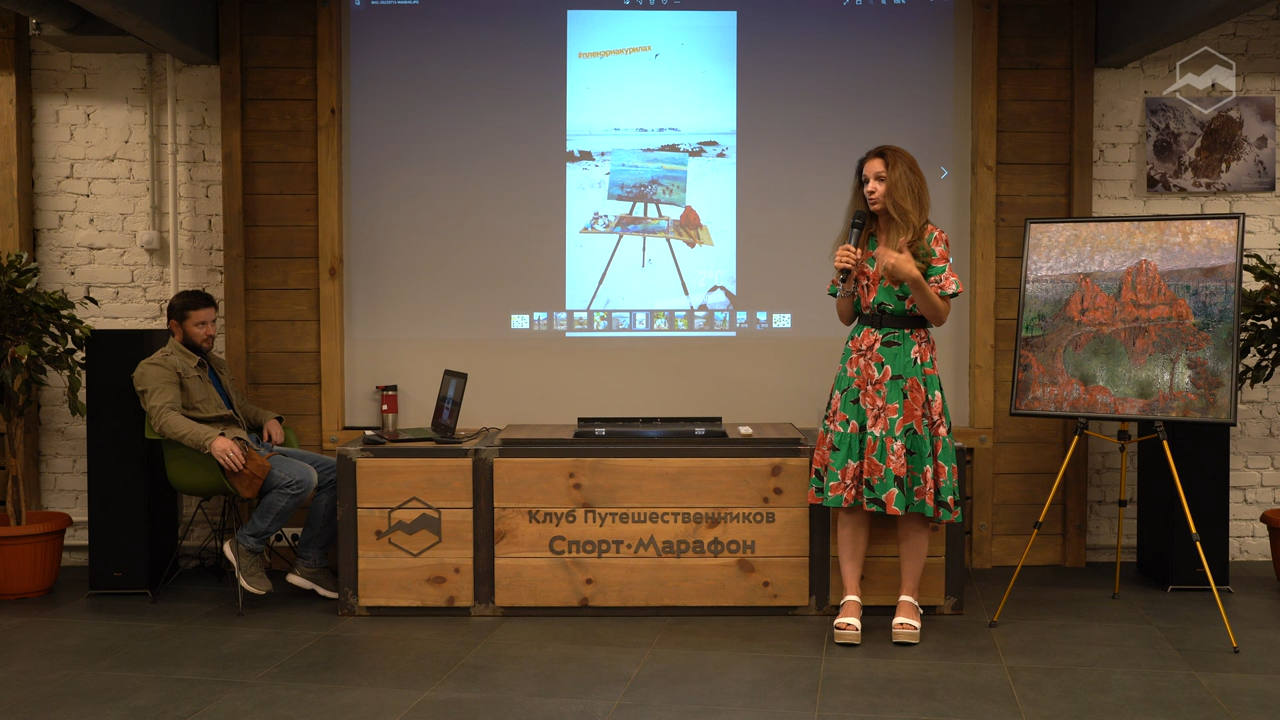 #пленэрнакурилах
Клуб Путешественников
Спорт-Марафон